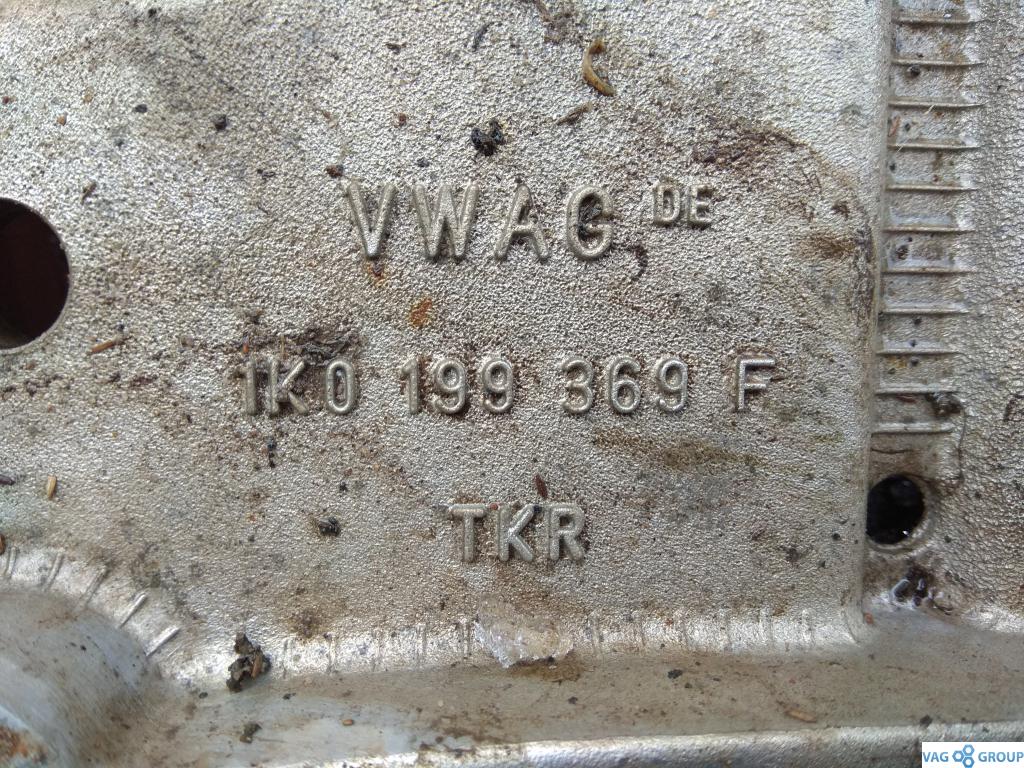 VWAG DE
1K0 199 369 F
TKR
VAG GROUP